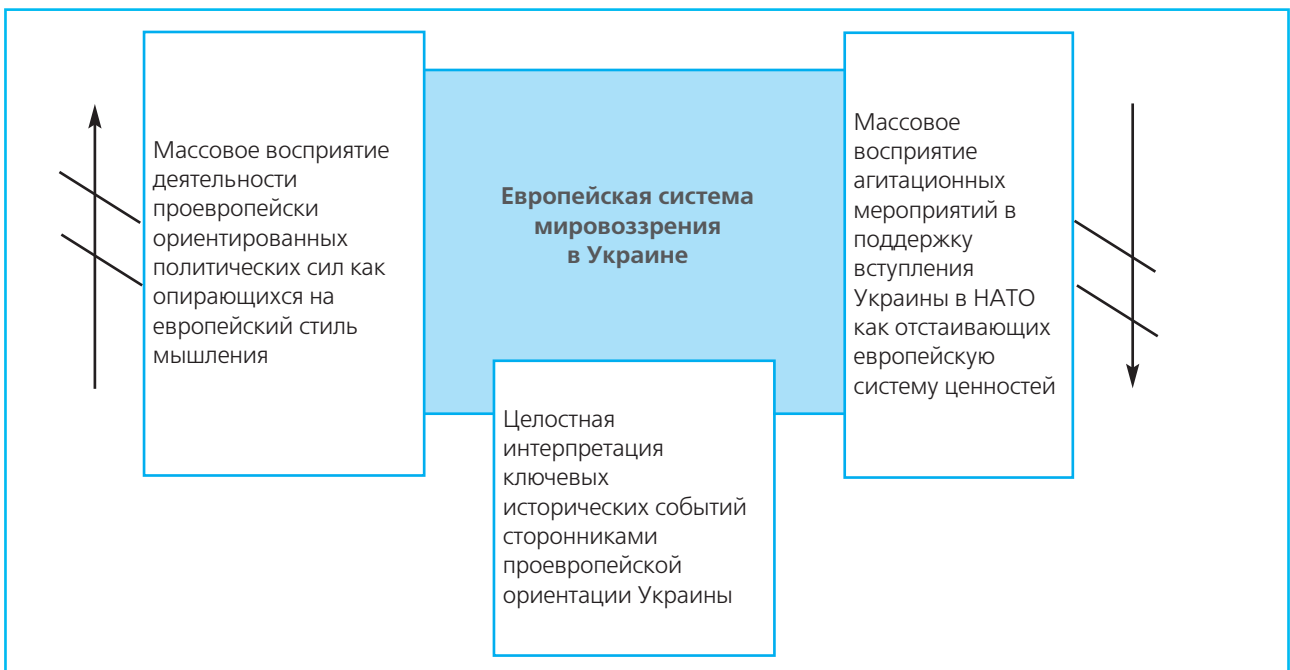 Массовое восприятие
деятельности
проевропейски
ориентированных
политических сил как
опирающихся на
европейский стиль
мышления
Европейская система
мировоззрения
в Украине
Массовое
восприятие
агитационных
мероприятий в
поддержку
вступления
Украины в НАТО
как отстаивающих
европейскую
систему ценностей
Целостная
интерпретация
ключевых
исторических событий
сторонниками
проевропейской
ориентации Украины